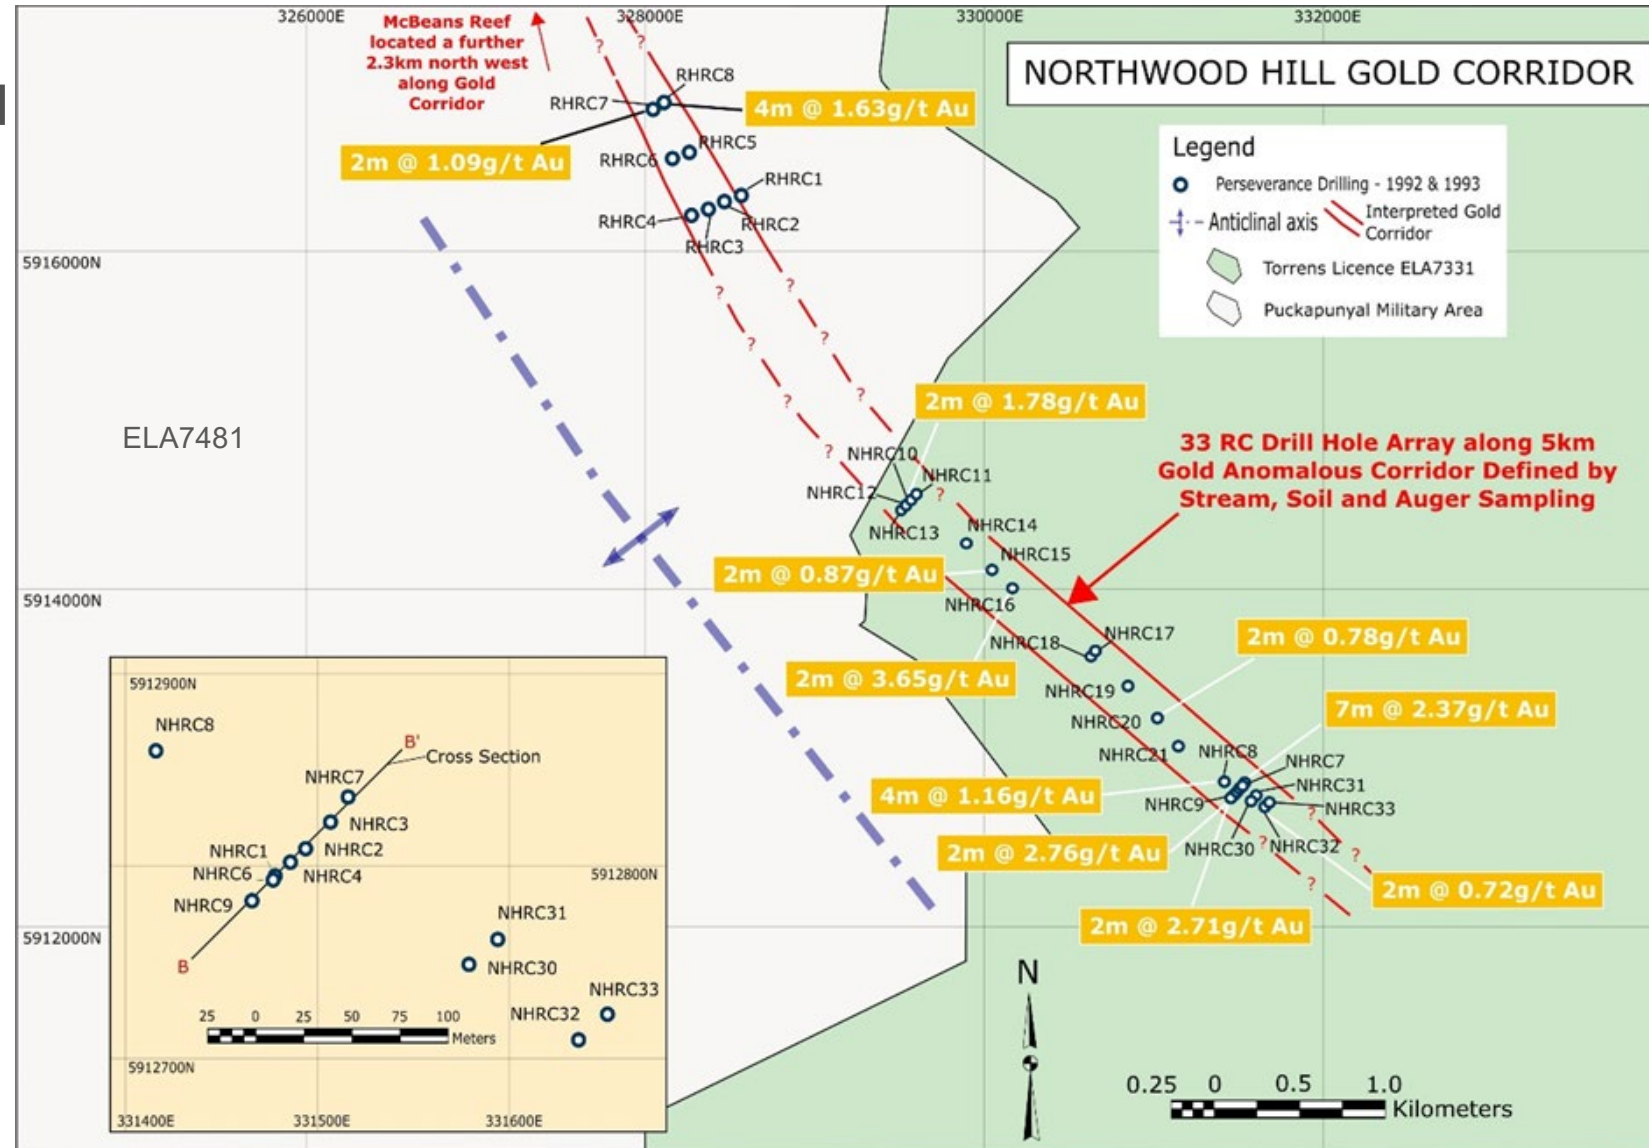 326000E
328000E
330000E
332000E
McBeans Reef
located a further
2.3km north west
along Gold
Corridor
NORTHWOOD HILL GOLD CORRIDOR
RHRC8
RHRC7
4m @ 1.63g/t Au
2m @ 1.09g/t Au
RHRC5
RHRC6
RHRC1
RHRC4
RHRC2
RHRC3
Legend
Perseverance Drilling - 1992 & 1993
Anticlinal axis
Interpreted Gold
Corridor
Torrens Licence ELA7331
Puckapunyal Military Area
5916000N
ELA7481
2m @ 1.78g/t Au
33 RC Drill Hole Array along 5km
Gold Anomalous Corridor Defined by
Stream, Soil and Auger Sampling
NHRC10
NHRC11
NHRC12
NHRC13
NHRC14
NHRC15
2m @ 0.87g/t Au
5914000N
NHRC16
NHRC17
NHRC18
2m @ 0.78g/t Au
2m @ 3.65g/t Au
NHRC19
7m @ 2.37g/t Au
NHRC20
NHRC21
NHRC8
NHRC7
NHRC31
4m @ 1.16g/t Au
NHRC9
NHRC33
2m @ 2.76g/t Au
NHRC30
NHRC32
2m @ 0.72g/t Au
2m @ 2.71g/t Au
5912000N
5912900N
NHRC8
B'
Cross Section
NHRC7
NHRC3
NHRC1
NHRC2
NHRC6
NHRC4
5912800N
NHRC9
NHRC31
B
NHRC30
NHRC33
NHRC32
25 0 25 50 75 100
Meters
5912700N
331400E
331500E
331600E
N
0.25 0 0.5 1.0
Kilometers
? ? ? ? ? ? ? ? ? ? ? ? ? ? ?